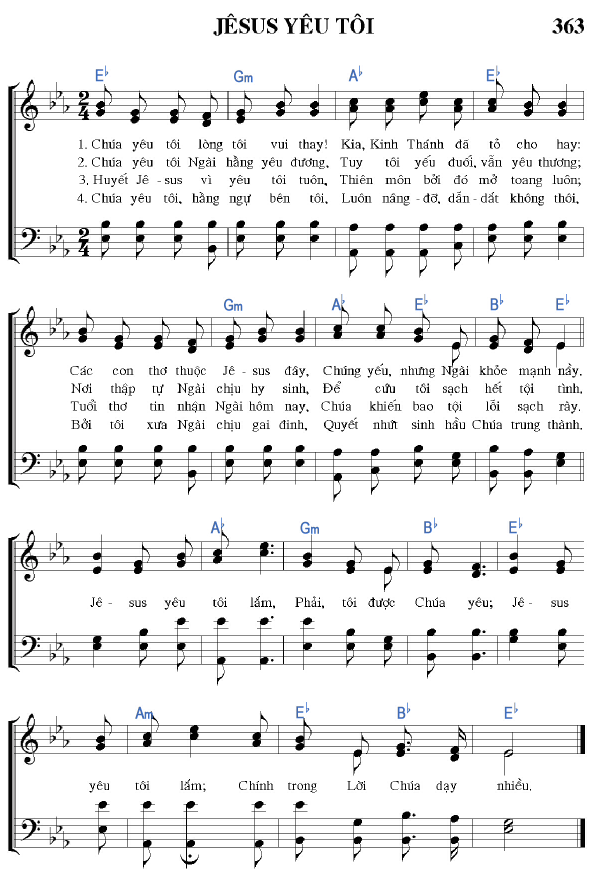 JÊSUS YÊU TÔI 363
E♭ Gm A♭ E♭
1. Chúa yêu tôi lòng tôi vui thay! Kia, Kinh Thánh đã tỏ cho hay:
2. Chúa yêu tôi Ngài hằng yêu đương, Tuy tôi yếu đuối, vẫn yêu thương;
3. Huyết Jê - sus vì yêu tôi tuôn, Thiên môn bởi đó mở toang luôn;
4. Chúa yêu tôi, hằng ngự bên tôi, Luôn nâng - đỡ, dẫn - dắt không thôi,
Gm A♭ E♭ B♭ E♭
Các con thơ thuộc Jê - sus đây, Chúng yếu, nhưng Ngài khỏe mạnh nầy.
Nơi thập tự Ngài chịu hy sinh, Để cứu tôi sạch hết tội tình.
Tuổi thơ tin nhận Ngài hôm nay, Chúa khiến bao tội lỗi sạch rày.
Bởi tôi xưa Ngài chịu gai đinh, Quyết nhứt sinh hầu Chúa trung thành.
A♭ Gm B♭ E♭
Jê - sus yêu tôi lắm, Phải, tôi được Chúa yêu; Jê - sus
Am E♭ B♭ E♭
yêu tôi lắm; Chính trong Lời Chúa dạy nhiều.